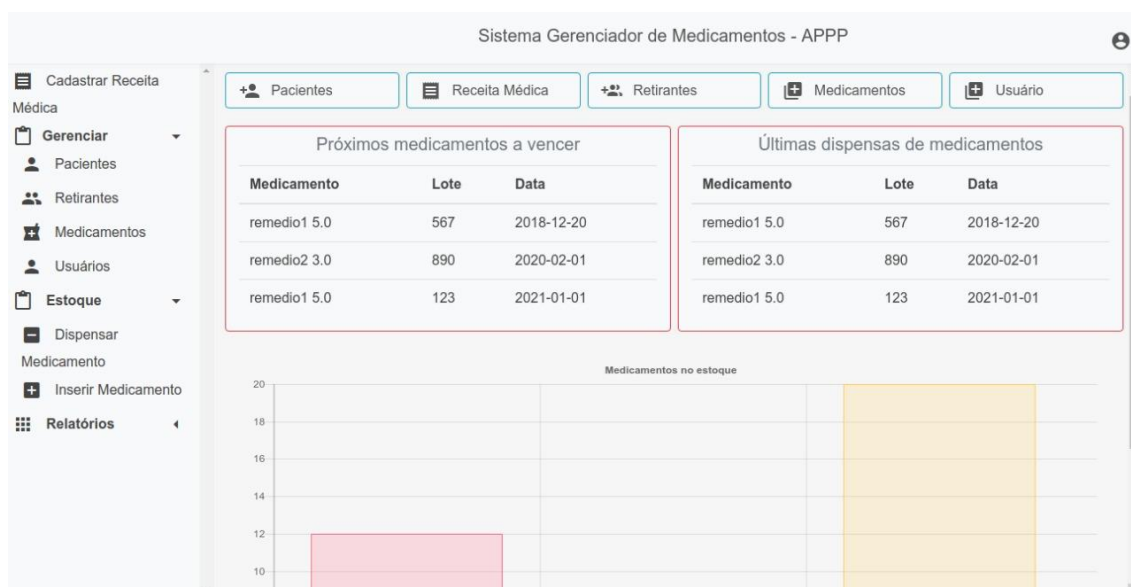 Sistema Gerenciador de Medicamentos - APPP
Cadastrar Receita
Médica
Gerenciar
Pacientes
Retirantes
Medicamentos
Usuários
Estoque
Dispensar
Medicamento
Inserir Medicamento
Relatórios
Pacientes Receita Médica Retirantes Medicamentos Usuário
Próximos medicamentos a vencer
Medicamento Lote Data
remedio1 5.0 567 2018-12-20
remedio2 3.0 890 2020-02-01
remedio1 5.0 123 2021-01-01
Últimas dispensas de medicamentos
Medicamento Lote Data
remedio1 5.0 567 2018-12-20
remedio2 3.0 890 2020-02-01
remedio1 5.0 123 2021-01-01
Medicamentos no estoque
20
18
16
14
12
10